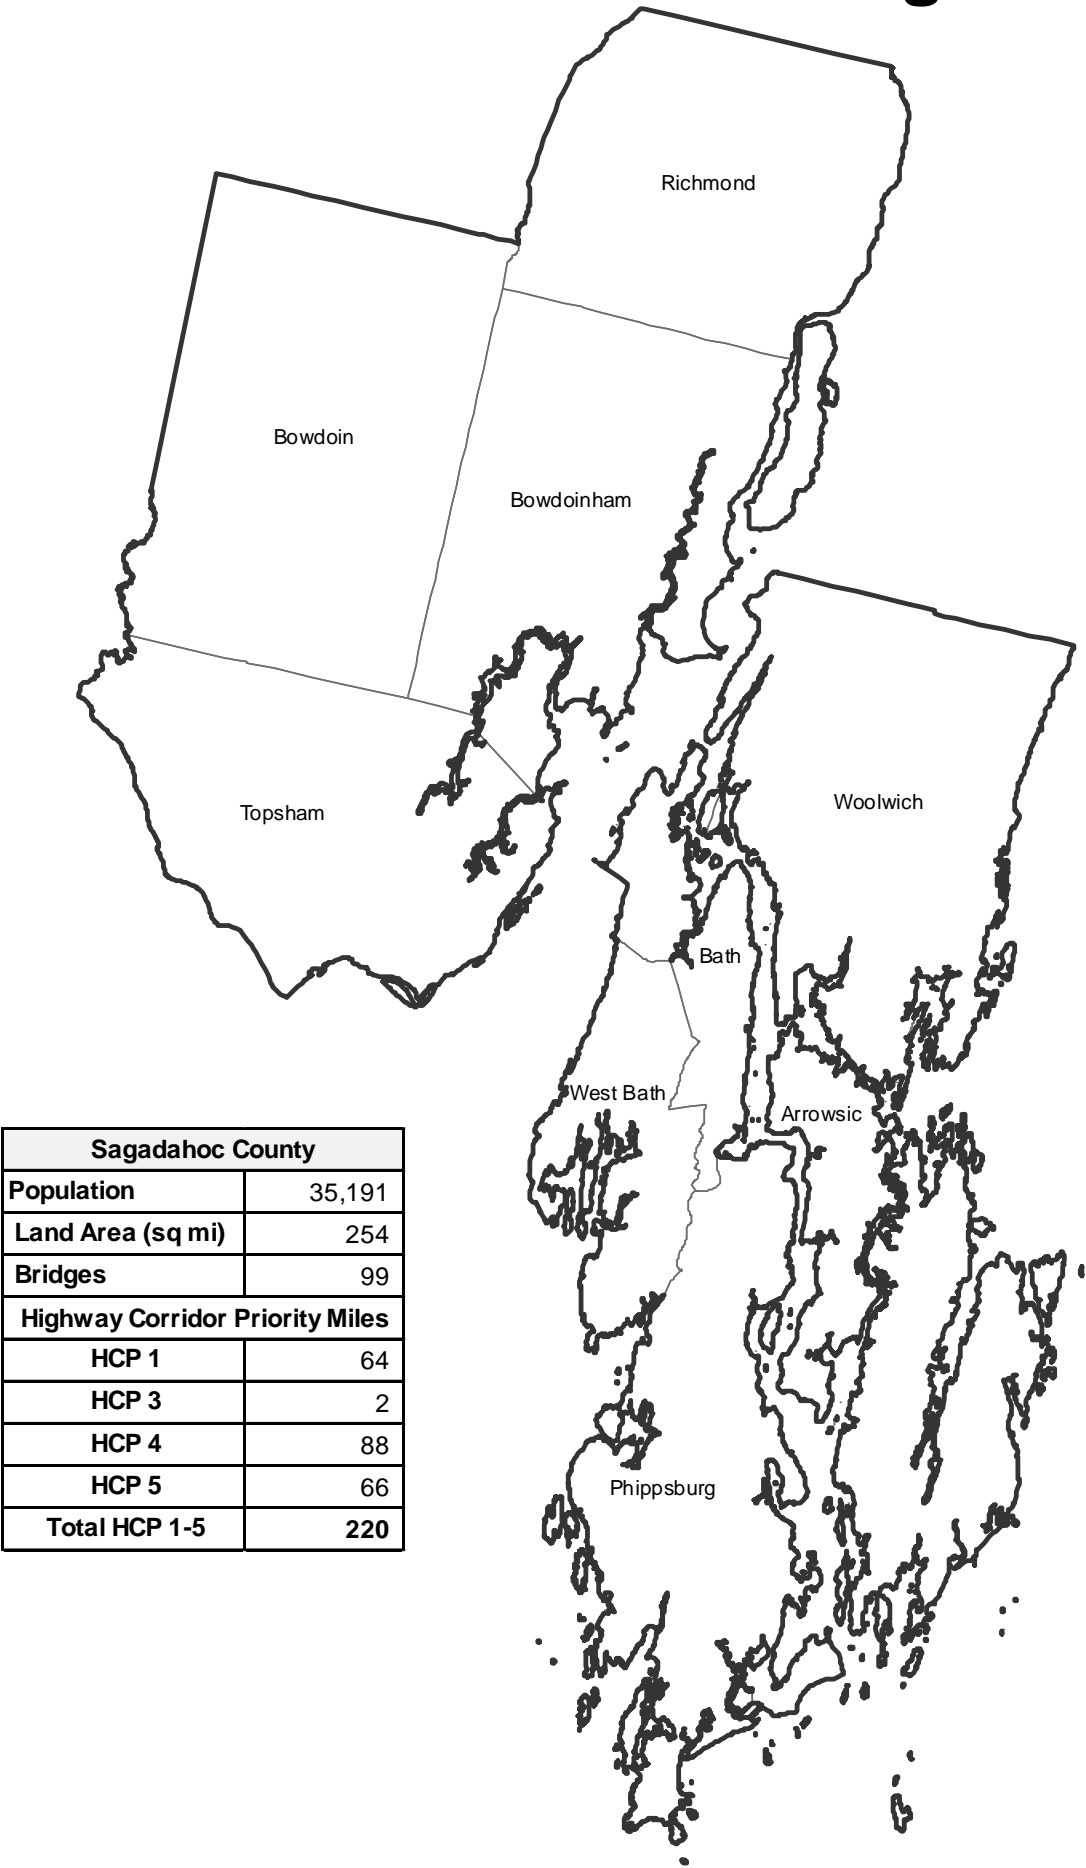 Richmond
Bowdoin
Bowdoinham
Topsham
Woolwich
Bath
West Bath
Arrowsic
Phippsburg
Sagadahoc County
Population 35,191
Land Area (sq mi) 254
Bridges 99
Highway Corridor Priority Miles
HCP 1 64
HCP 3 2
HCP 4 88
HCP 5 66
Total HCP 1-5 220